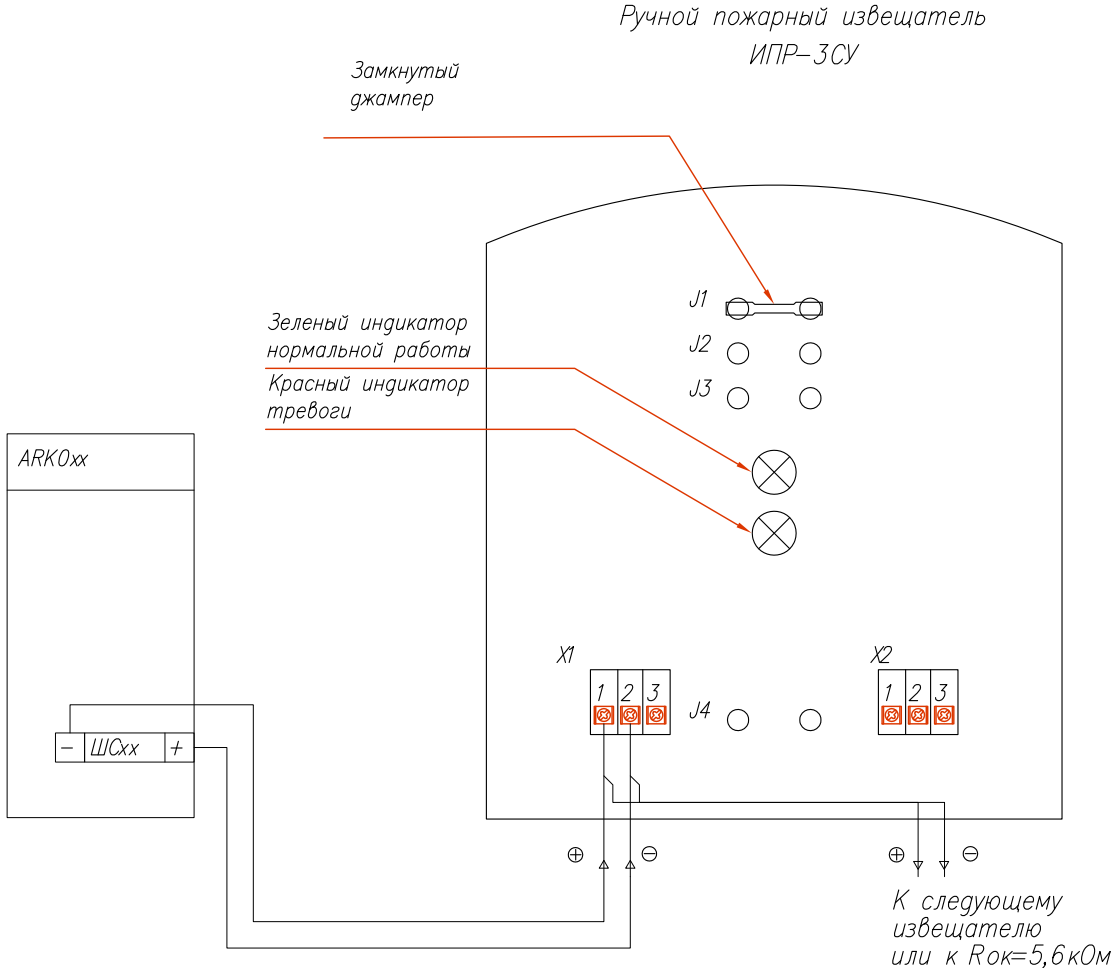 Ручной пожарный извещатель
ИПР-3СУ
Замкнутый
джампер
J1
J2
J3
Зеленый индикатор
нормальной работы
Красный индикатор
тревоги
ARK0xx
X1
1 2 3
J4
X2
1 2 3
- ШСхх +
+ -
+ -
К следующему
извещателю
или к Rок=5,6кОм